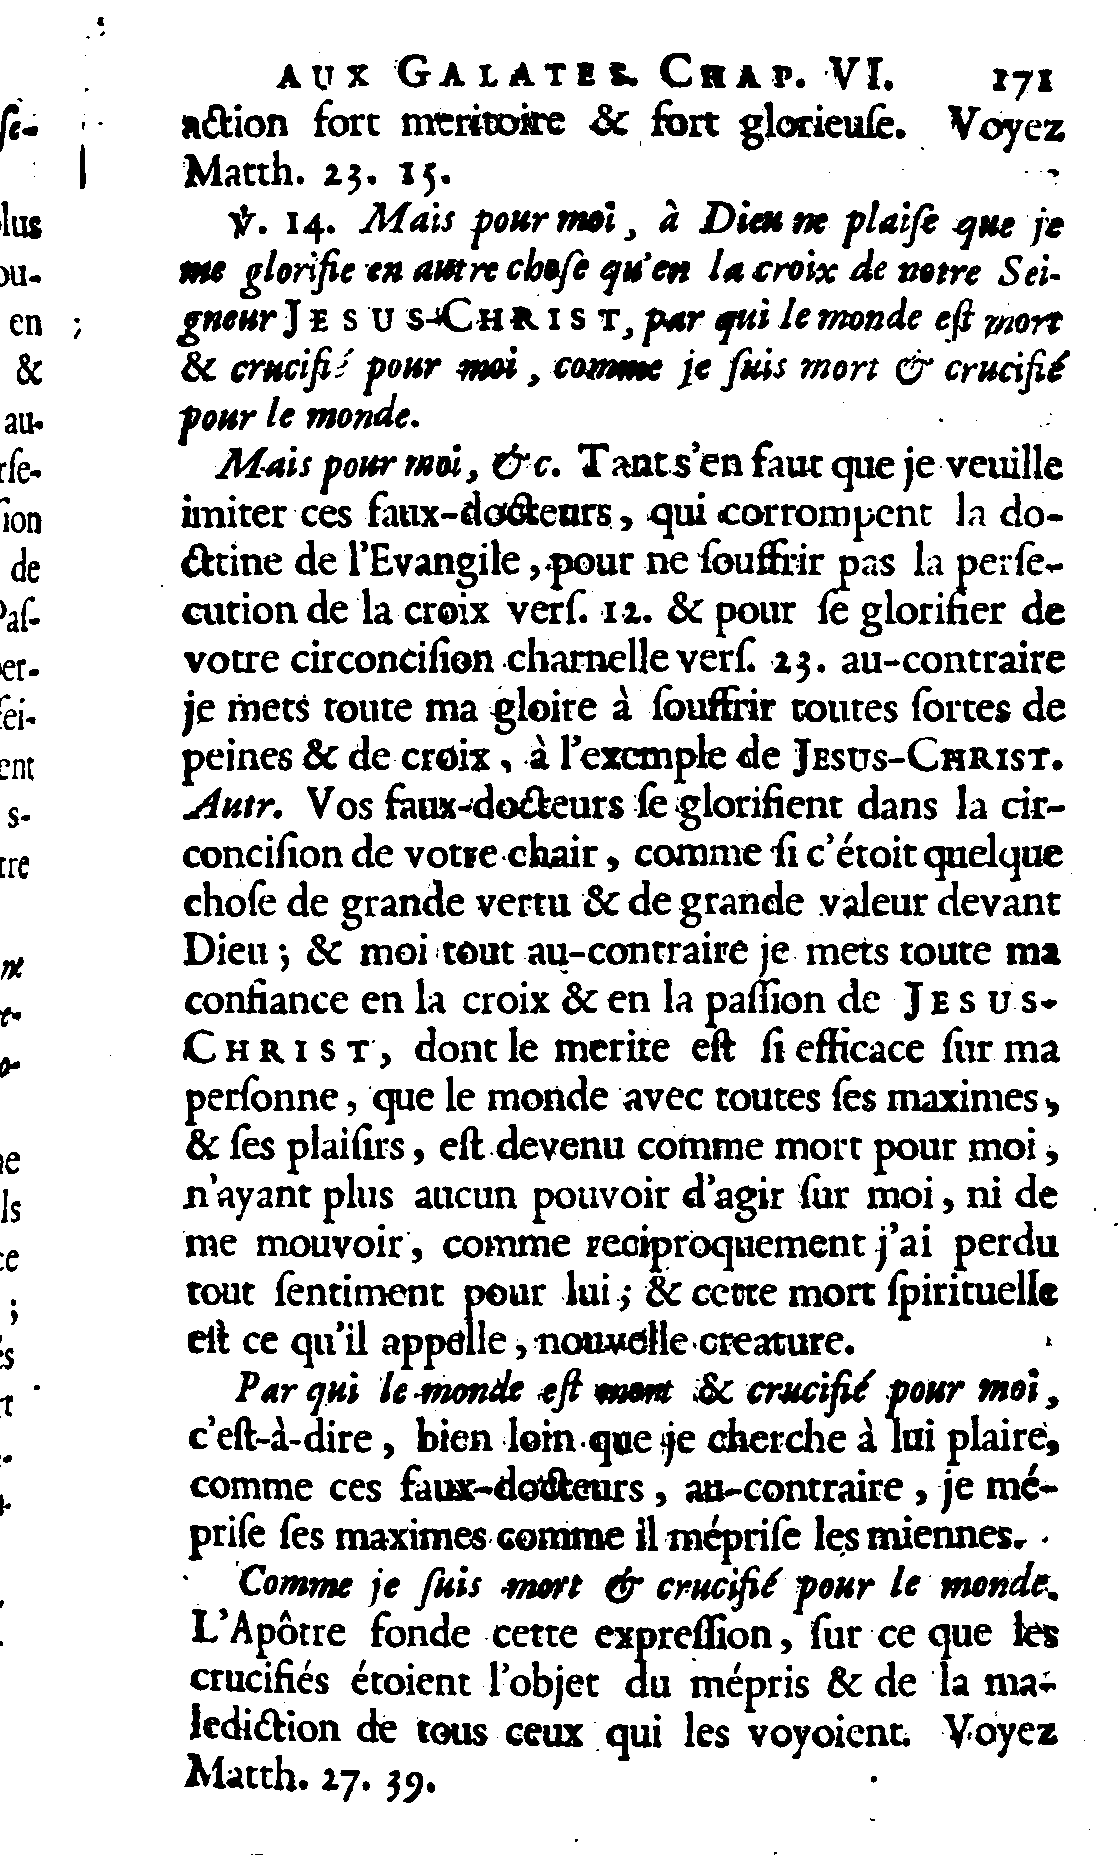 AUX GALATES. CHAP. VI. 171
action fort meritoire & fort glorieuſe. Voyez
Matth. 23. 15.
℣. 14. Mais pour moi, à Dieu ne plaiſe que je
me glorifie en autre choſe qu'en la croix de notre Sei-
gneur JESUS-CHRIST, par qui le monde eſt mort
& crucifié pour moi, comme je ſuis mort & crucifié
pour le monde.
Mais pour moi, &c. Tant s'en faut que je veuille
imiter ces faux-docteurs, qui corrompent la do-
ctrine de l'Evangile, pour ne ſouffrir pas la perſe-
cution de la croix verſ. 12. & pour ſe glorifier de
votre circonciſion charnelle verſ. 23. au-contraire
je mets toute ma gloire à ſouffrir toutes ſortes de
peines & de croix, à l'exemple de JESUS-CHRIST.
Autr. Vos faux-docteurs ſe glorifient dans la cir-
conciſion de votre chair, comme ſi c'étoit quelque
choſe de grande vertu & de grande valeur devant
Dieu; & moi tout au-contraire je mets toute ma
confiance en la croix & en la paſſion de JESUS-
CHRIST, dont le merite eſt ſi efficace ſur ma
perſonne, que le monde avec toutes ſes maximes,
& ſes plaiſirs, eſt devenu comme mort pour moi,
n'ayant plus aucun pouvoir d'agir ſur moi, ni de
me mouvoir, comme reciproquement j'ai perdu
tout ſentiment pour lui; & cette mort ſpirituelle
eſt ce qu'il appelle, nouvelle creature.
Par qui le monde eſt mort & crucifié pour moi,
c'eſt-à-dire, bien loin que je cherche à lui plaire,
comme ces faux-docteurs, au-contraire, je mé-
priſe ſes maximes comme il mépriſe les miennes.
Comme je ſuis mort & crucifié pour le monde.
L'Apôtre fonde cette expreſſion, ſur ce que les
crucifiés étoient l'objet du mépris & de la ma-
lediction de tous ceux qui les voyoient. Voyez
Matth. 27. 39.